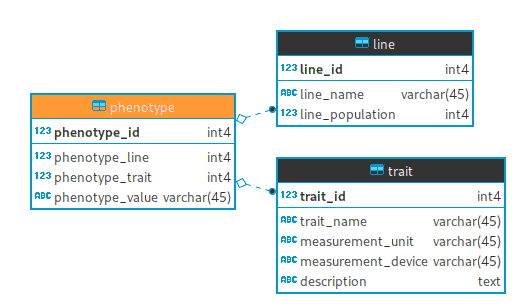 line
123 line_id int4
ABC line_name varchar(45)
123 line_population int4
phenotype
123 phenotype_id int4
123 phenotype_line int4
123 phenotype_trait int4
ABC phenotype_value varchar(45)
trait
123 trait_id int4
ABC trait_name varchar(45)
ABC measurement_unit varchar(45)
ABC measurement_device varchar(45)
ABC description text